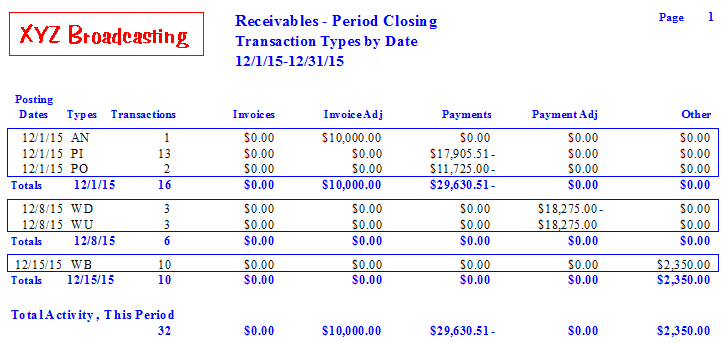 XYZ Broadcasting
Receivables - Period Closing
Page 1
Transaction Types by Date
12/1/15-12/31/15
Posting
Dates Types Transactions Invoices InvoiceAdj Payments Payment Adj Other
12/1/15 AN 1 $0.00 $10,000.00 $0.00 $0.00 $0.00
12/1/15 PI 13 $0.00 $0.00 $17,905.51- $0.00 $0.00
12/1/15 PO 2 $0.00 $0.00 $11,725.00- $0.00 $0.00
Totals 12/1/15 16 $0.00 $10,000.00 $29,630.51- $0.00 $0.00
12/8/15 WD 3 $0.00 $0.00 $0.00 $18,275.00- $0.00
12/8/15 WU 3 $0.00 $0.00 $0.00 $18,275.00 $0.00
Totals 12/8/15 6 $0.00 $0.00 $0.00 $0.00 $0.00
12/15/15 WB 10 $0.00 $0.00 $0.00 $0.00 $2,350.00
Totals 12/15/15 10 $0.00 $0.00 $0.00 $0.00 $2,350.00
Total Activity, This Period
32 $0.00 $10,000.00 $29,630.51- $0.00 $2,350.00